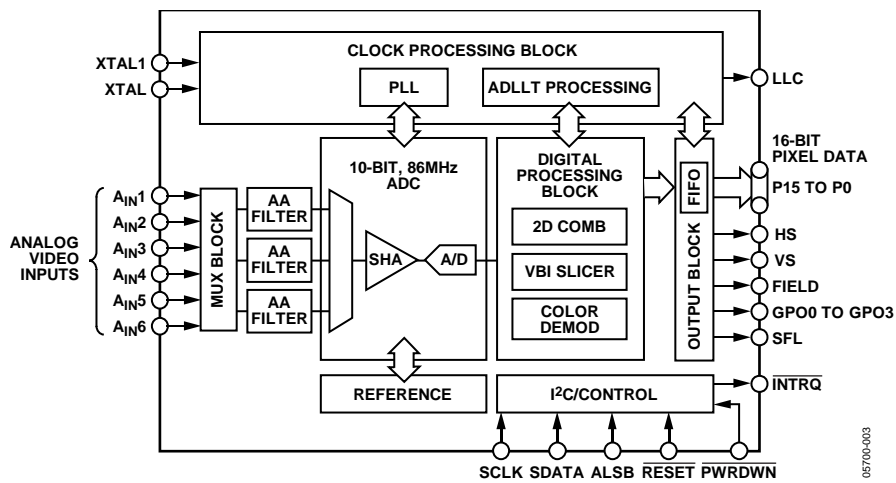 CLOCK PROCESSING BLOCK
XTAL1
XTAL
PLL
ADLLT PROCESSING
LLC
16-BIT
PIXEL DATA
P15 TO P0
10-BIT, 86MHz
ADC
DIGITAL
PROCESSING
BLOCK
FIFO
OUTPUT BLOCK
ANALOG
VIDEO
INPUTS
AIN1
AIN2
AIN3
AIN4
AIN5
AIN6
MUX BLOCK
AA
FILTER
AA
FILTER
AA
FILTER
SHA
A/D
2D COMB
VBI SLICER
COLOR
DEMOD
HS
VS
FIELD
GPO0 TO GPO3
SFL
REFERENCE
I2C/CONTROL
INTRQ
SCLK
SDATA
ALSB
RESET
PWRDWN
05700-003